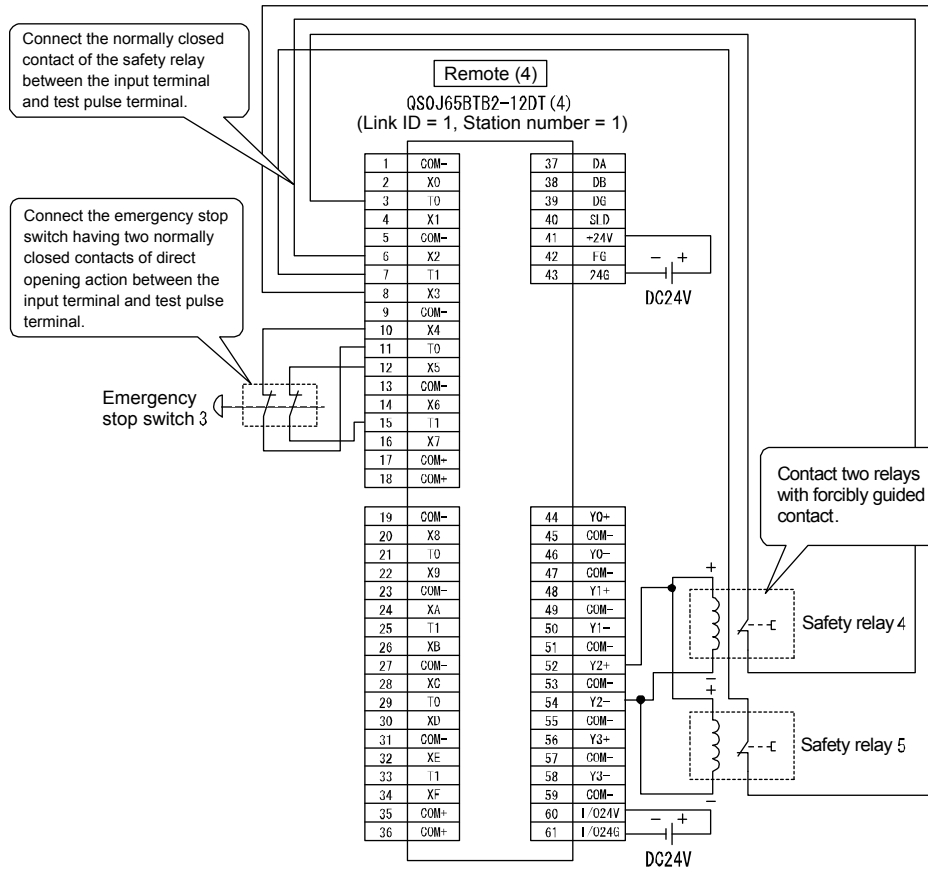 Connect the normally closed
contact of the safety relay
between the input terminal
and test pulse terminal.
Remote (4)
QS0J65BTB2-12DT (4)
(Link ID = 1, Station number = 1)
Connect the emergency stop
switch having two normally
closed contacts of direct
opening action between the
input terminal and test pulse
terminal.
1 COM-
2 X0
3 T0
4 X1
5 COM-
6 X2
7 T1
8 X3
9 COM-
10 X4
11 T0
12 X5
13 COM-
14 X6
15 T1
16 X7
17 COM+
18 COM+
37 DA
38 DB
39 DG
40 SLD
41 +24V
42 FG
43 24G
- +
DC24V
Emergency
stop switch 3
Contact two relays
with forcibly guided
contact.
19 COM-
20 X8
21 T0
22 X9
23 COM-
24 XA
25 T1
26 XB
27 COM-
28 XC
29 T0
30 XD
31 COM-
32 XE
33 T1
34 XF
35 COM+
36 COM+
44 Y0+
45 COM-
46 Y0-
47 COM-
48 Y1+
49 COM-
50 Y1-
51 COM-
52 Y2+
53 COM-
54 Y2-
55 COM-
56 Y3+
57 COM-
58 Y3-
59 COM-
60 I/O24V
61 I/O24G
+
Safety relay 4
-
+
Safety relay 5
-
- +
DC24V